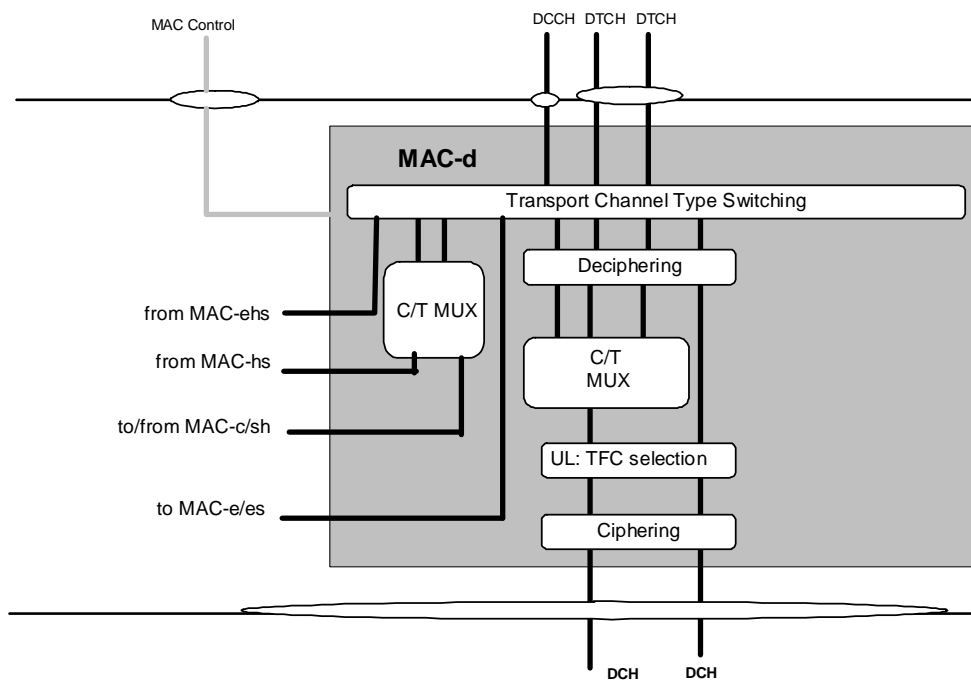 MAC Control
DCCH DTCH DTCH
MAC-d
Transport Channel Type Switching
Deciphering
from MAC-ehs
C/T MUX
from MAC-hs
C/T
MUX
to/from MAC-c/sh
UL: TFC selection
to MAC-e/es
Ciphering
DCH DCH